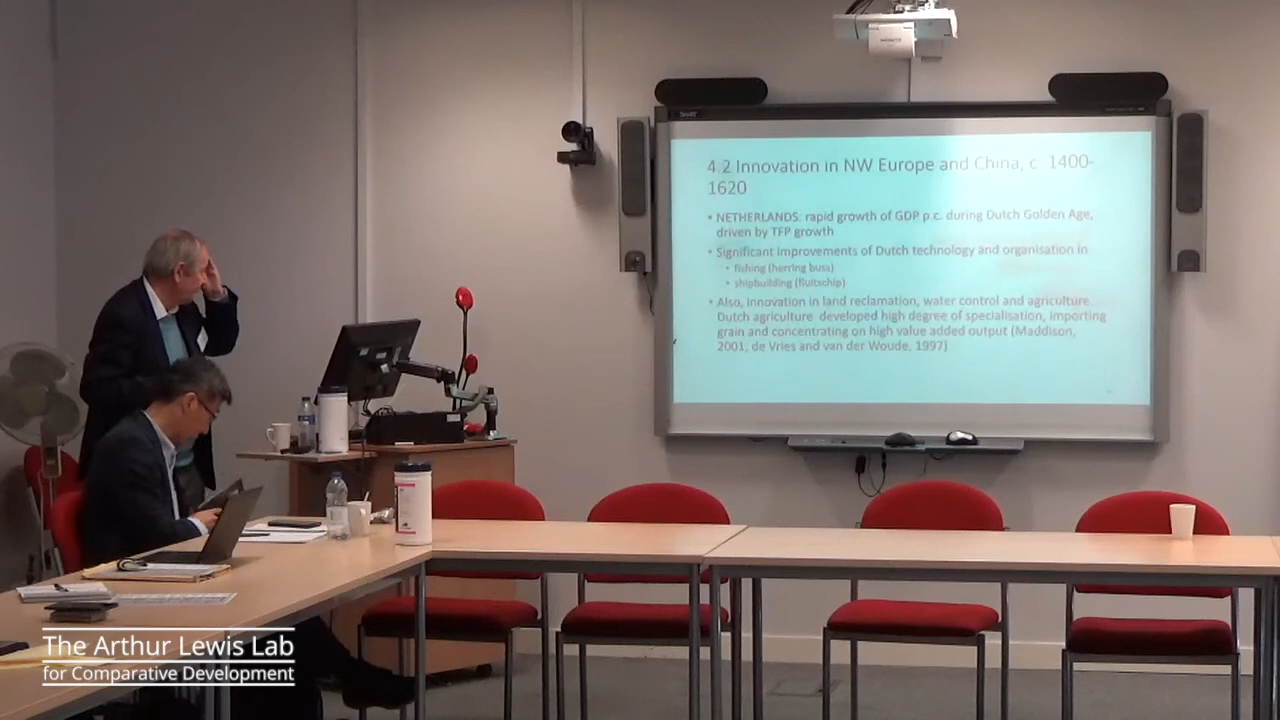 4.2 Innovation in NW Europe and China, c. 1400-
1620
• NETHERLANDS: rapid growth of GDP p.c. during Dutch Golden Age,
driven by TFP growth
• Significant improvements of Dutch technology and organisation in
• fishing (herring buss)
• shipbuilding (fluitschip)
• Also, innovation in land reclamation, water control and agriculture.
Dutch agriculture developed high degree of specialisation, importing
grain and concentrating on high value added output (Maddison,
2001, de Vries and van der Woude, 1997)
The Arthur Lewis Lab
for Comparative Development